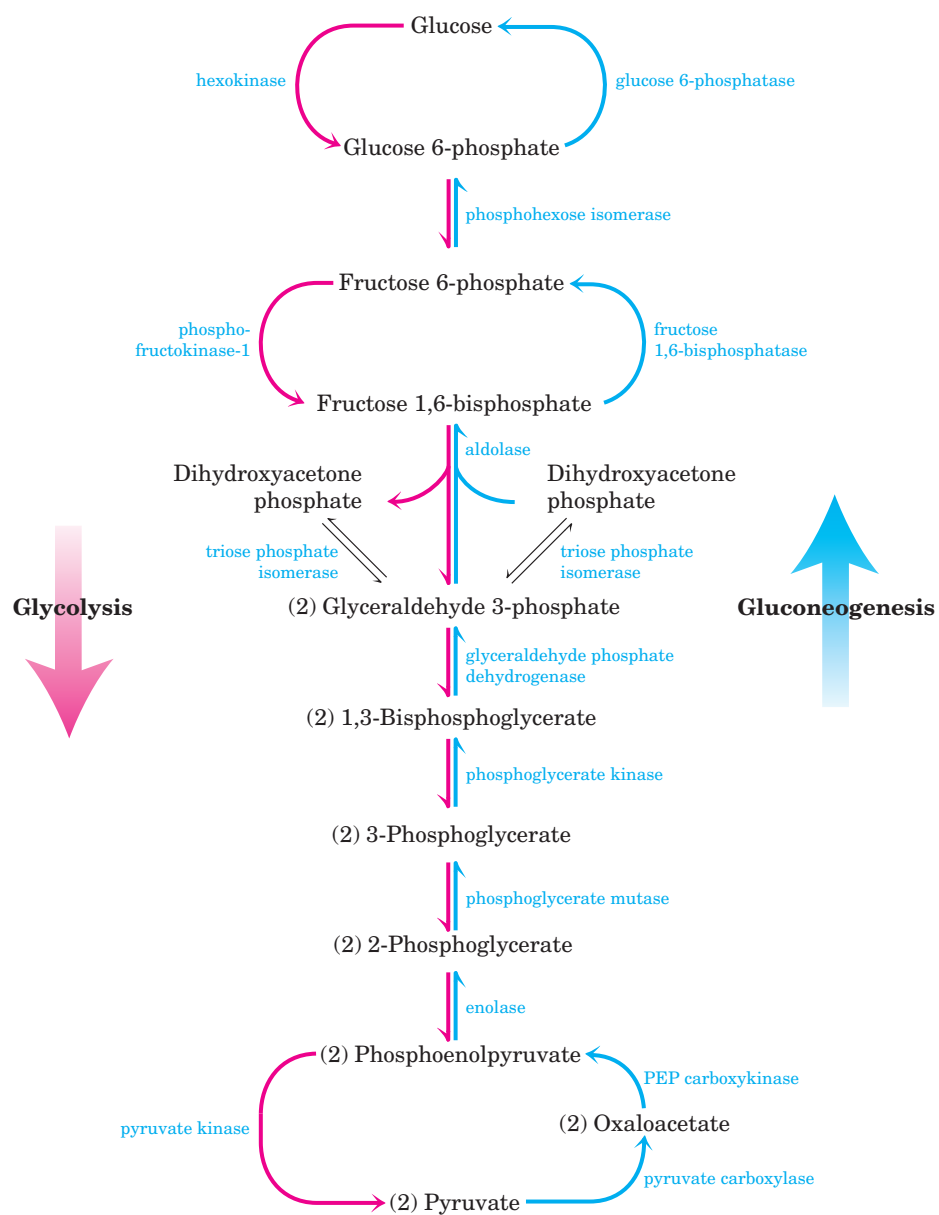 Glucose
hexokinase
glucose 6-phosphatase
Glucose 6-phosphate
phosphohexose isomerase
Fructose 6-phosphate
phospho-
fructokinase-1
fructose
1,6-bisphosphatase
Fructose 1,6-bisphosphate
aldolase
Dihydroxyacetone
phosphate
Dihydroxyacetone
phosphate
triose phosphate
isomerase
triose phosphate
isomerase
Glycolysis
(2) Glyceraldehyde 3-phosphate
Gluconeogenesis
glyceraldehyde phosphate
dehydrogenase
(2) 1,3-Bisphosphoglycerate
phosphoglycerate kinase
(2) 3-Phosphoglycerate
phosphoglycerate mutase
(2) 2-Phosphoglycerate
enolase
(2) Phosphoenolpyruvate
PEP carboxykinase
(2) Oxaloacetate
pyruvate kinase
pyruvate carboxylase
(2) Pyruvate